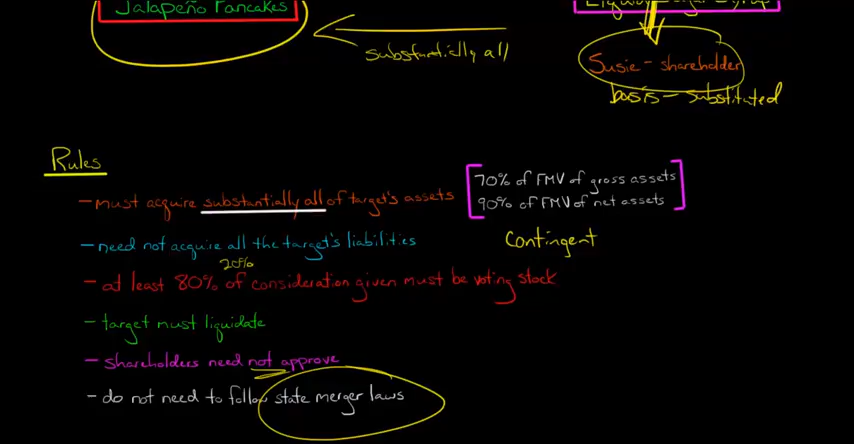 Jalapeño Pancakes
substantially all
Susie - shareholder
basis - substituted
Rules
- must acquire substantially all of target's assets
70% of FMV of gross assets
90% of FMV of net assets
- need not acquire all the target's liabilities
Contingent
20%
- at least 80% of consideration given must be voting stock
- target must liquidate
- shareholders need not approve
- do not need to follow state merger laws